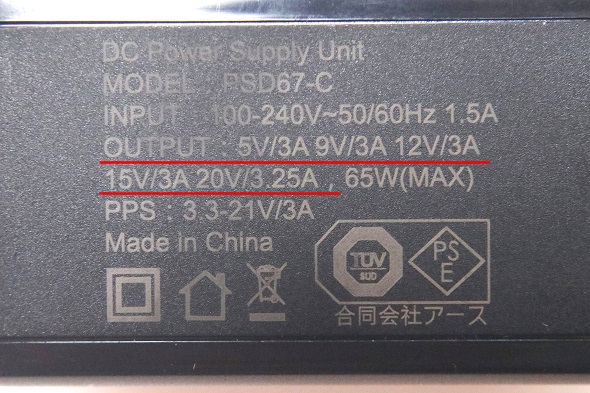 DC Power Supply Unit
MODEL : PSD67-C
INPUT : 100-240V~50/60Hz 1.5A
OUTPUT : 5V/3A 9V/3A 12V/3A
15V/3A 20V/3.25A , 65W(MAX)
PPS : 3.3-21V/3A
Made in China
TÜV
SÜD
PS
E
合同会社アース